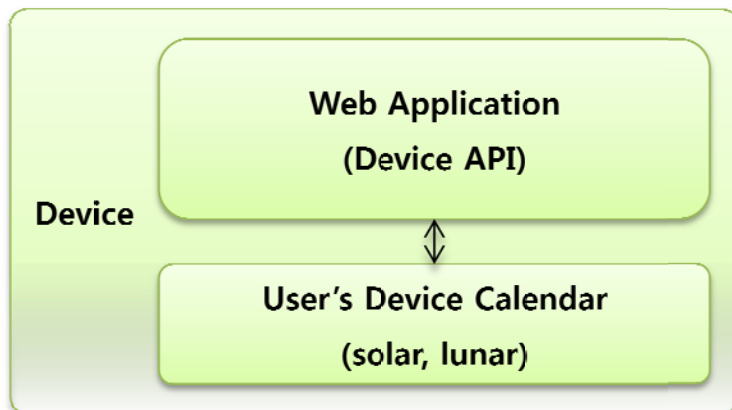 Web Application
(Device API)
Device
User's Device Calendar
(solar, lunar)